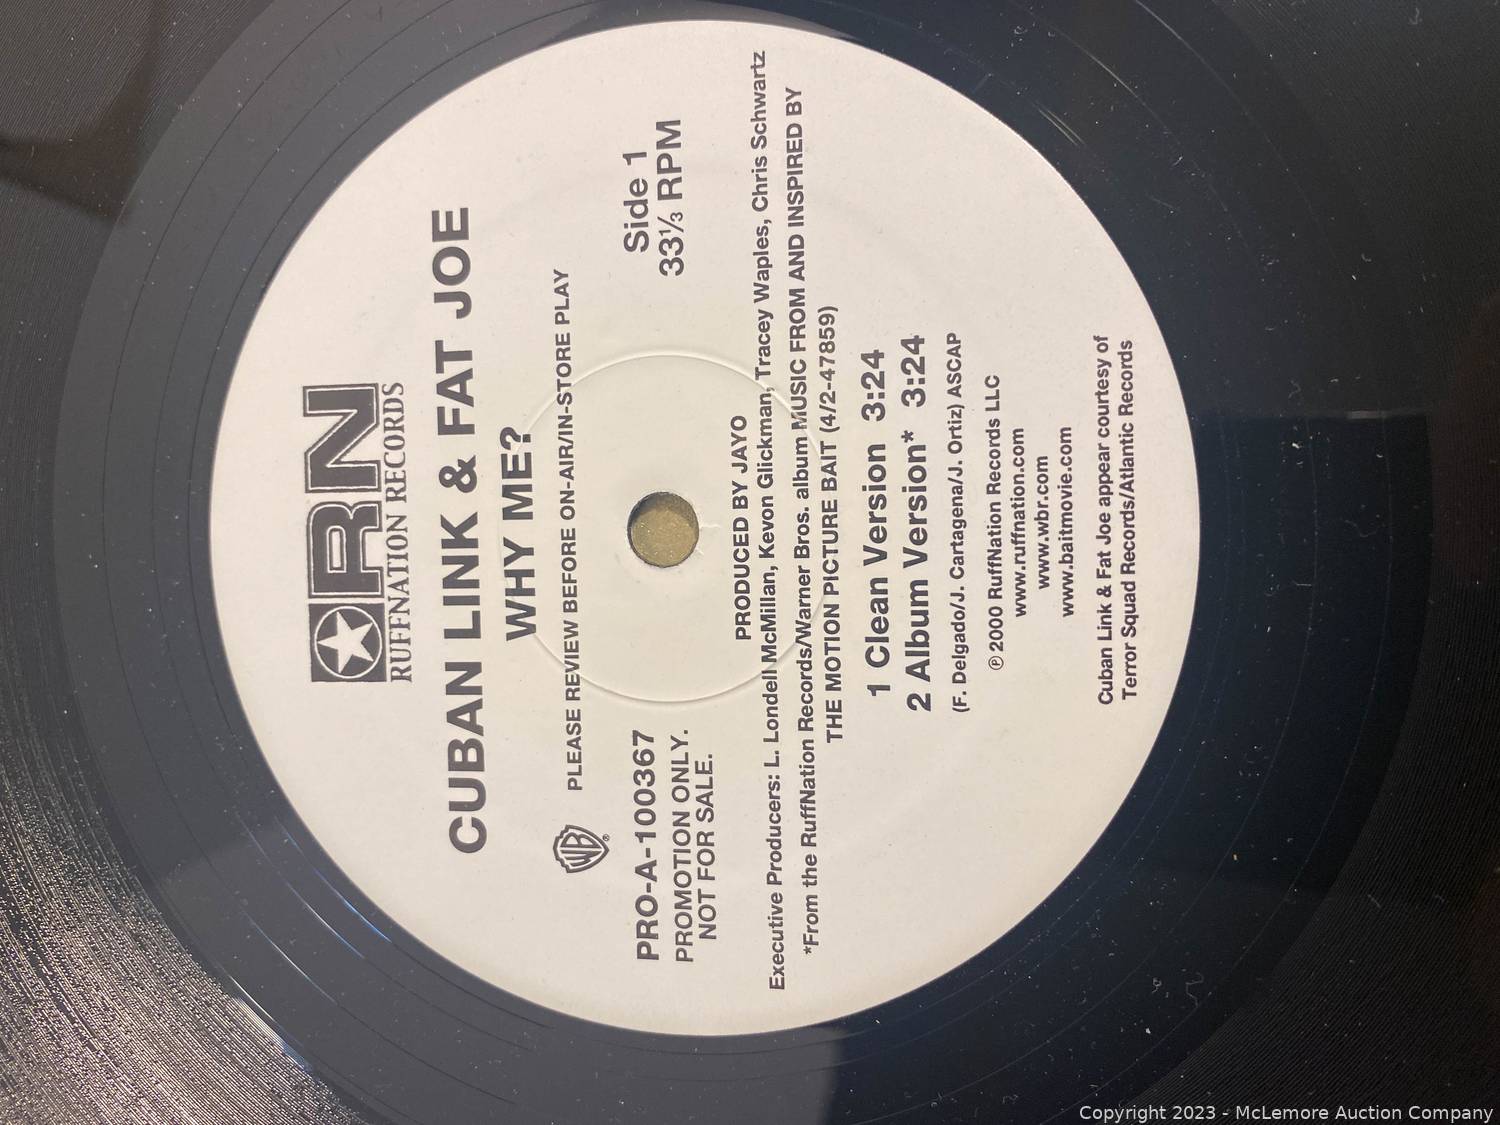 RN
RUFFNATION RECORDS
CUBAN LINK & FAT JOE
WHY ME?
WB®
PLEASE REVIEW BEFORE ON-AIR/IN-STORE PLAY
PRO-A-100367
PROMOTION ONLY.
NOT FOR SALE.
Side 1
33⅓ RPM
PRODUCED BY JAYO
Executive Producers: L. Londell McMillan, Kevon Glickman, Tracey Waples, Chris Schwartz
*From the RuffNation Records/Warner Bros. album MUSIC FROM AND INSPIRED BY
THE MOTION PICTURE BAIT (4/2-47859)
1 Clean Version 3:24
2 Album Version* 3:24
(F. Delgado/J. Cartagena/J. Ortiz) ASCAP
℗ 2000 RuffNation Records LLC
www.ruffnation.com
www.wbr.com
www.baitmovie.com
Cuban Link & Fat Joe appear courtesy of
Terror Squad Records/Atlantic Records
Copyright 2023 - McLemore Auction Company